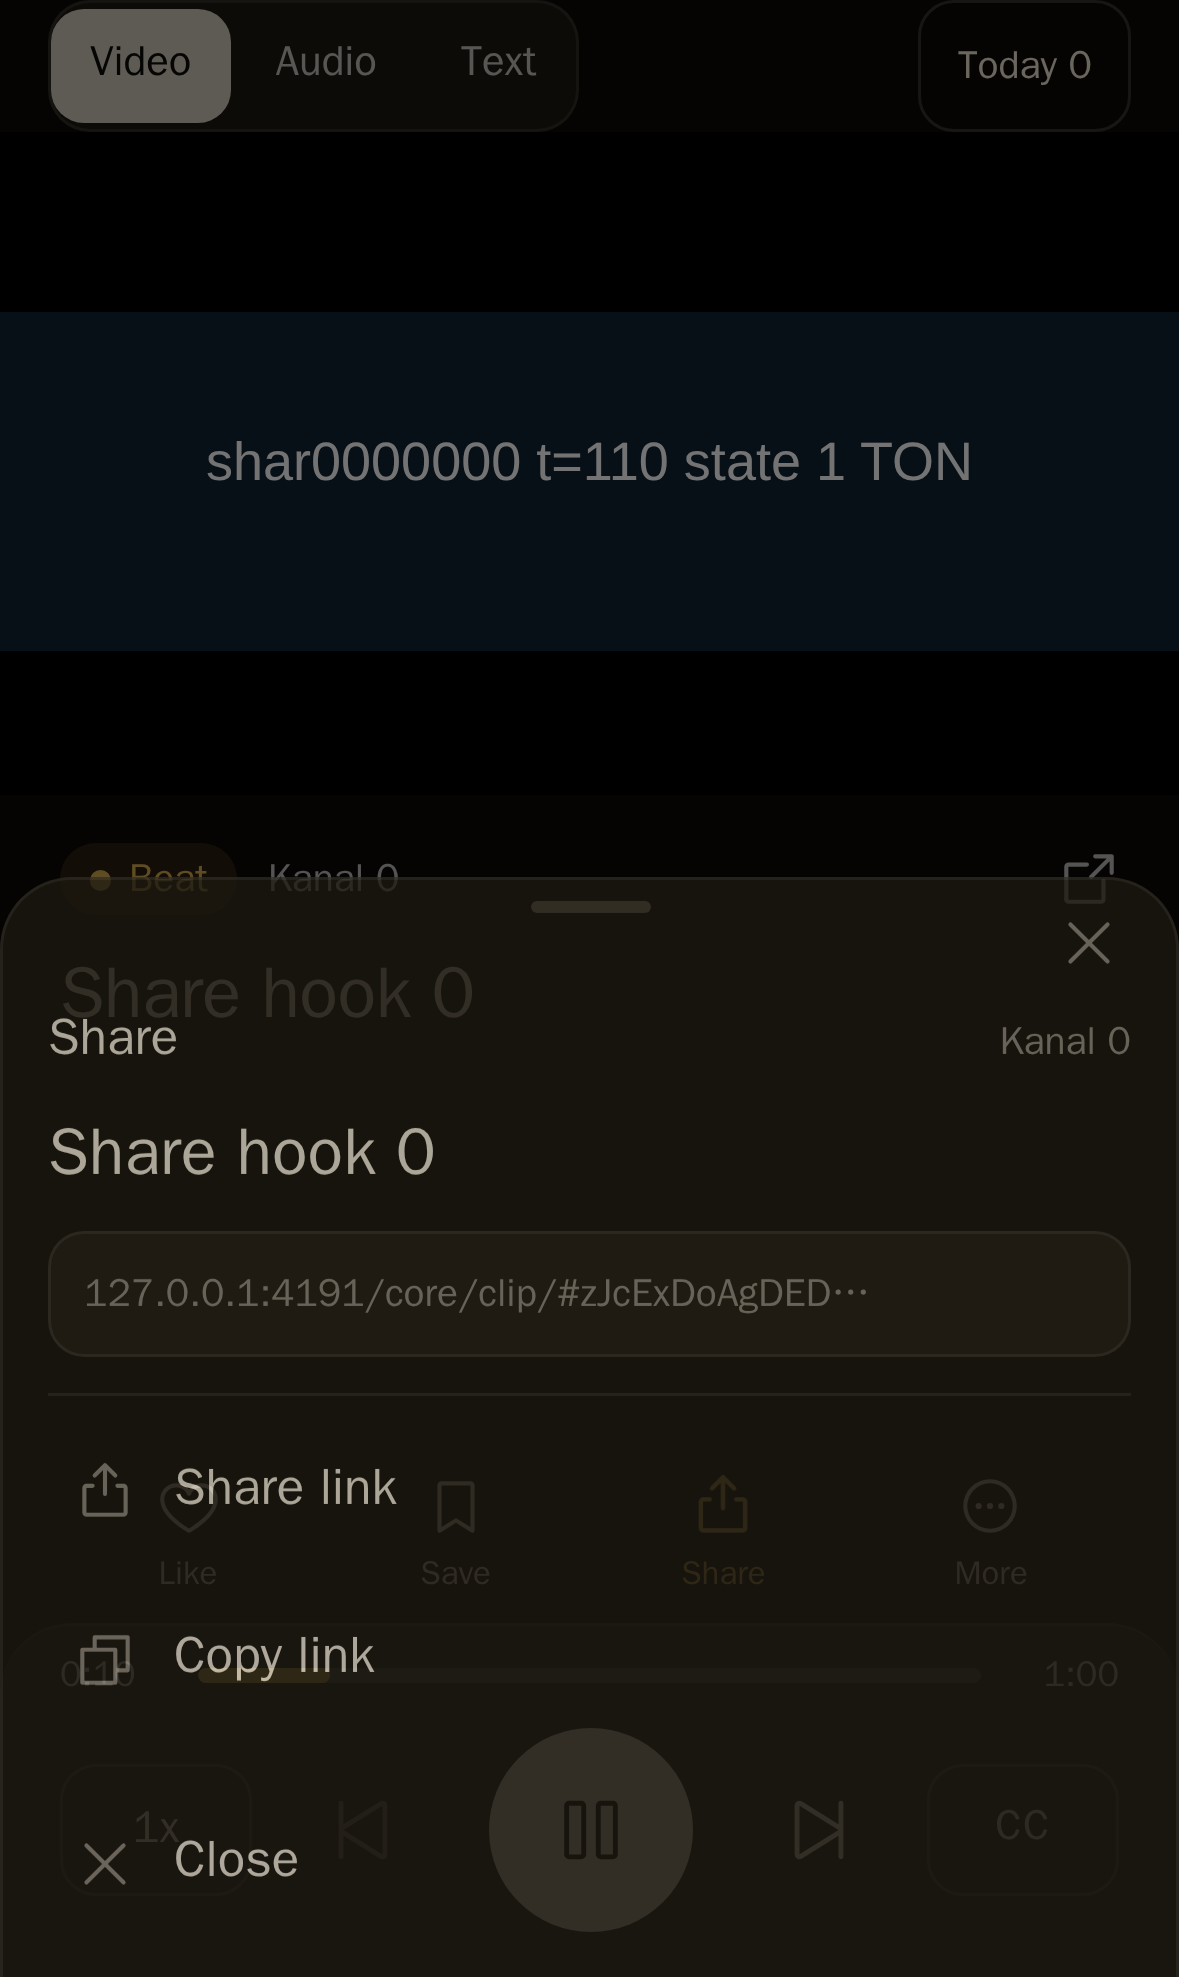 Video Audio Text Today 0
shar0000000 t=110 state 1 TON
Beat Kanal 0
Share hook 0
Share Kanal 0
Share hook 0
127.0.0.1:4191/core/clip/#zJcExDoAgDED…
Share link
Like Save Share More
Copy link
0:10 1:00
1x CC
Close